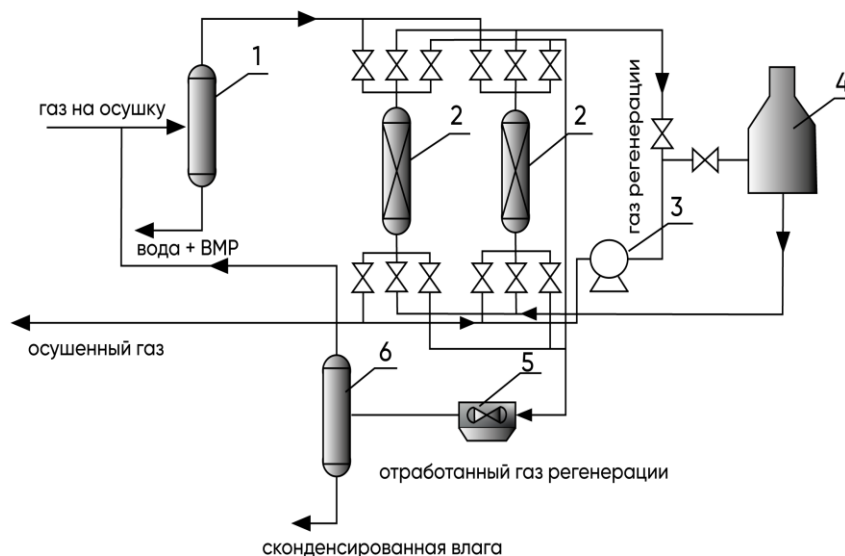 1
газ на осушку
2
2
газ регенерации
4
3
вода + ВМР
осушенный газ
6
5
отработанный газ регенерации
сконденсированная влага